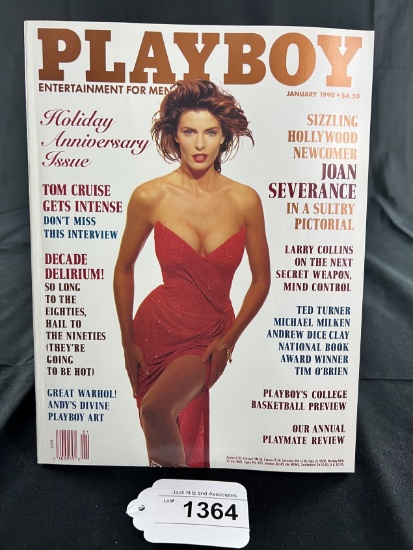 PLAYBOY
ENTERTAINMENT FOR MEN
JANUARY 1990 • $4.50
Holiday
Anniversary
Issue
TOM CRUISE
GETS INTENSE
DON'T MISS
THIS INTERVIEW
DECADE
DELIRIUM!
SO LONG
TO THE
EIGHTIES,
HAIL TO
THE NINETIES
(THEY'RE
GOING
TO BE HOT)
GREAT WARHOL!
ANDY'S DIVINE
PLAYBOY ART
SIZZLING
HOLLYWOOD
NEWCOMER
JOAN
SEVERANCE
IN A SULTRY
PICTORIAL
LARRY COLLINS
ON THE NEXT
SECRET WEAPON,
MIND CONTROL
TED TURNER
MICHAEL MILKEN
ANDREW DICE CLAY
NATIONAL BOOK
AWARD WINNER
TIM O'BRIEN
PLAYBOY'S COLLEGE
BASKETBALL PREVIEW
OUR ANNUAL
PLAYMATE REVIEW
Jack Nitz and Associates
Lot#
1364